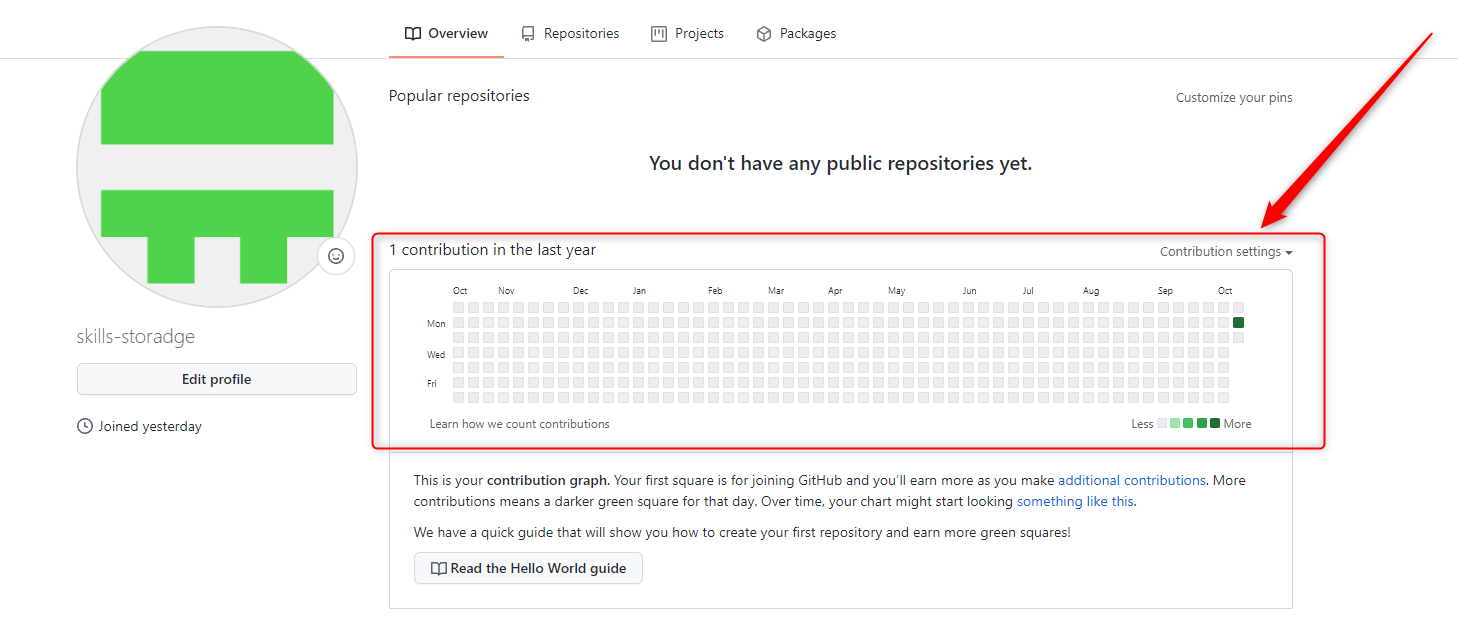 Overview Repositories Projects Packages
Popular repositories
Customize your pins
You don't have any public repositories yet.
1 contribution in the last year
Contribution settings
Oct Nov Dec Jan Feb Mar Apr May Jun Jul Aug Sep Oct
Mon
Wed
Fri
Learn how we count contributions
Less More
skills-storadge
Edit profile
Joined yesterday
This is your contribution graph. Your first square is for joining GitHub and you'll earn more as you make additional contributions. More
contributions means a darker green square for that day. Over time, your chart might start looking something like this.
We have a quick guide that will show you how to create your first repository and earn more green squares!
Read the Hello World guide